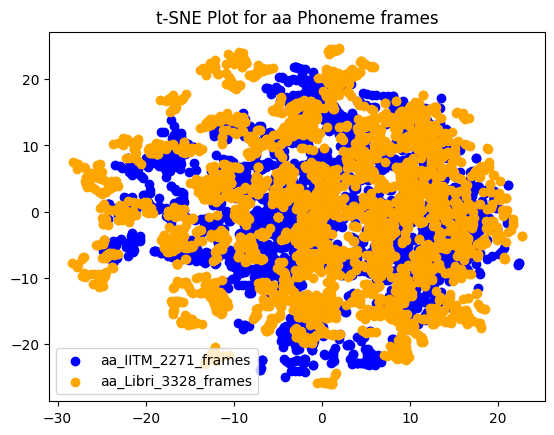 t-SNE Plot for aa Phoneme frames
20
10
0
−10
−20
aa_IITM_2271_frames
aa_Libri_3328_frames
−30 −20 −10 0 10 20